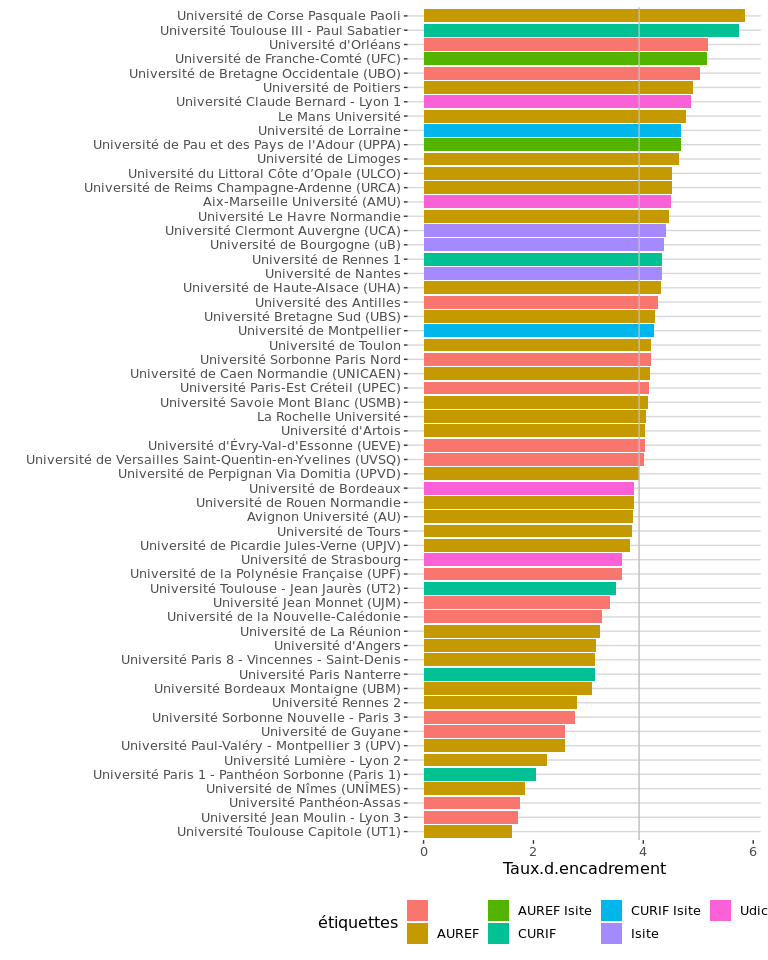 Université de Corse Pasquale Paoli
Université Toulouse III - Paul Sabatier
Université d'Orléans
Université de Franche-Comté (UFC)
Université de Bretagne Occidentale (UBO)
Université de Poitiers
Université Claude Bernard - Lyon 1
Le Mans Université
Université de Lorraine
Université de Pau et des Pays de l'Adour (UPPA)
Université de Limoges
Université du Littoral Côte d’Opale (ULCO)
Université de Reims Champagne-Ardenne (URCA)
Aix-Marseille Université (AMU)
Université Le Havre Normandie
Université Clermont Auvergne (UCA)
Université de Bourgogne (uB)
Université de Rennes 1
Université de Nantes
Université de Haute-Alsace (UHA)
Université des Antilles
Université Bretagne Sud (UBS)
Université de Montpellier
Université de Toulon
Université Sorbonne Paris Nord
Université de Caen Normandie (UNICAEN)
Université Paris-Est Créteil (UPEC)
Université Savoie Mont Blanc (USMB)
La Rochelle Université
Université d'Artois
Université d'Évry-Val-d'Essonne (UEVE)
Université de Versailles Saint-Quentin-en-Yvelines (UVSQ)
Université de Perpignan Via Domitia (UPVD)
Université de Bordeaux
Université de Rouen Normandie
Avignon Université (AU)
Université de Tours
Université de Picardie Jules-Verne (UPJV)
Université de Strasbourg
Université de la Polynésie Française (UPF)
Université Toulouse - Jean Jaurès (UT2)
Université Jean Monnet (UJM)
Université de la Nouvelle-Calédonie
Université de La Réunion
Université d'Angers
Université Paris 8 - Vincennes - Saint-Denis
Université Paris Nanterre
Université Bordeaux Montaigne (UBM)
Université Rennes 2
Université Sorbonne Nouvelle - Paris 3
Université de Guyane
Université Paul-Valéry - Montpellier 3 (UPV)
Université Lumière - Lyon 2
Université Paris 1 - Panthéon Sorbonne (Paris 1)
Université de Nîmes (UNÎMES)
Université Panthéon-Assas
Université Jean Moulin - Lyon 3
Université Toulouse Capitole (UT1)
0 2 4 6
Taux.d.encadrement
étiquettes
AUREF Isite CURIF Isite Udic
AUREF CURIF Isite